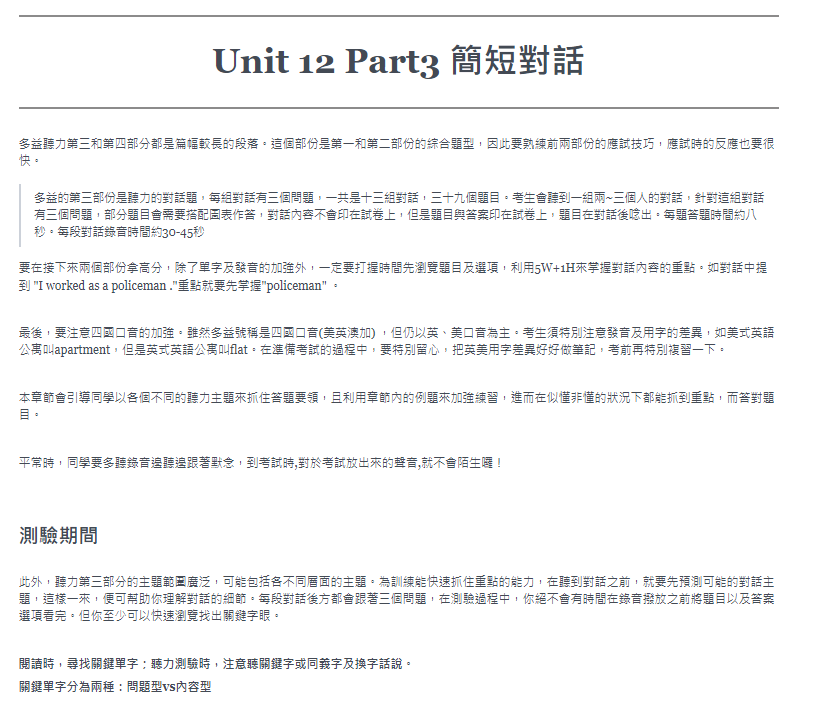 Unit 12 Part3 簡短對話
多益聽力第三和第四部分都是篇幅較長的段落。這個部份是第一和第二部份的綜合題型，因此要熟練前兩部份的應試技巧，應試時的反應也要很
快。
多益的第三部份是聽力的對話題，每組對話有三個問題，一共是十三組對話，三十九個題目。考生會聽到一組兩~三個人的對話，針對這組對話
有三個問題，部分題目會需要搭配圖表作答，對話內容不會印在試卷上，但是題目與答案印在試卷上，題目在對話後唸出。每題答題時間約八
秒。每段對話錄音時間約30-45秒
要在接下來兩個部份拿高分，除了單字及發音的加強外，一定要打握時間先瀏覽題目及選項，利用5W+1H來掌握對話內容的重點。如對話中提
到 "I worked as a policeman ."重點就要先掌握"policeman" 。
最後，要注意四國口音的加強。雖然多益號稱是四國口音(美英澳加) ，但仍以英、美口音為主。考生須特別注意發音及用字的差異，如美式英語
公寓叫apartment，但是英式英語公寓叫flat。在準備考試的過程中，要特別留心，把英美用字差異好好做筆記，考前再特別複習一下。
本章節會引導同學以各個不同的聽力主題來抓住答題要領，且利用章節內的例題來加強練習，進而在似懂非懂的狀況下都能抓到重點，而答對題
目。
平常時，同學要多聽錄音邊聽邊跟著默念，到考試時,對於考試放出來的聲音,就不會陌生囉！
測驗期間
此外，聽力第三部分的主題範圍廣泛，可能包括各不同層面的主題。為訓練能快速抓住重點的能力，在聽到對話之前，就要先預測可能的對話主
題，這樣一來，便可幫助你理解對話的細節。每段對話後方都會跟著三個問題，在測驗過程中，你絕不會有時間在錄音撥放之前將題目以及答案
選項看完。但你至少可以快速瀏覽找出關鍵字眼。
閱讀時，尋找關鍵單字；聽力測驗時，注意聽關鍵字或同義字及換字話說。
關鍵單字分為兩種：問題型vs內容型